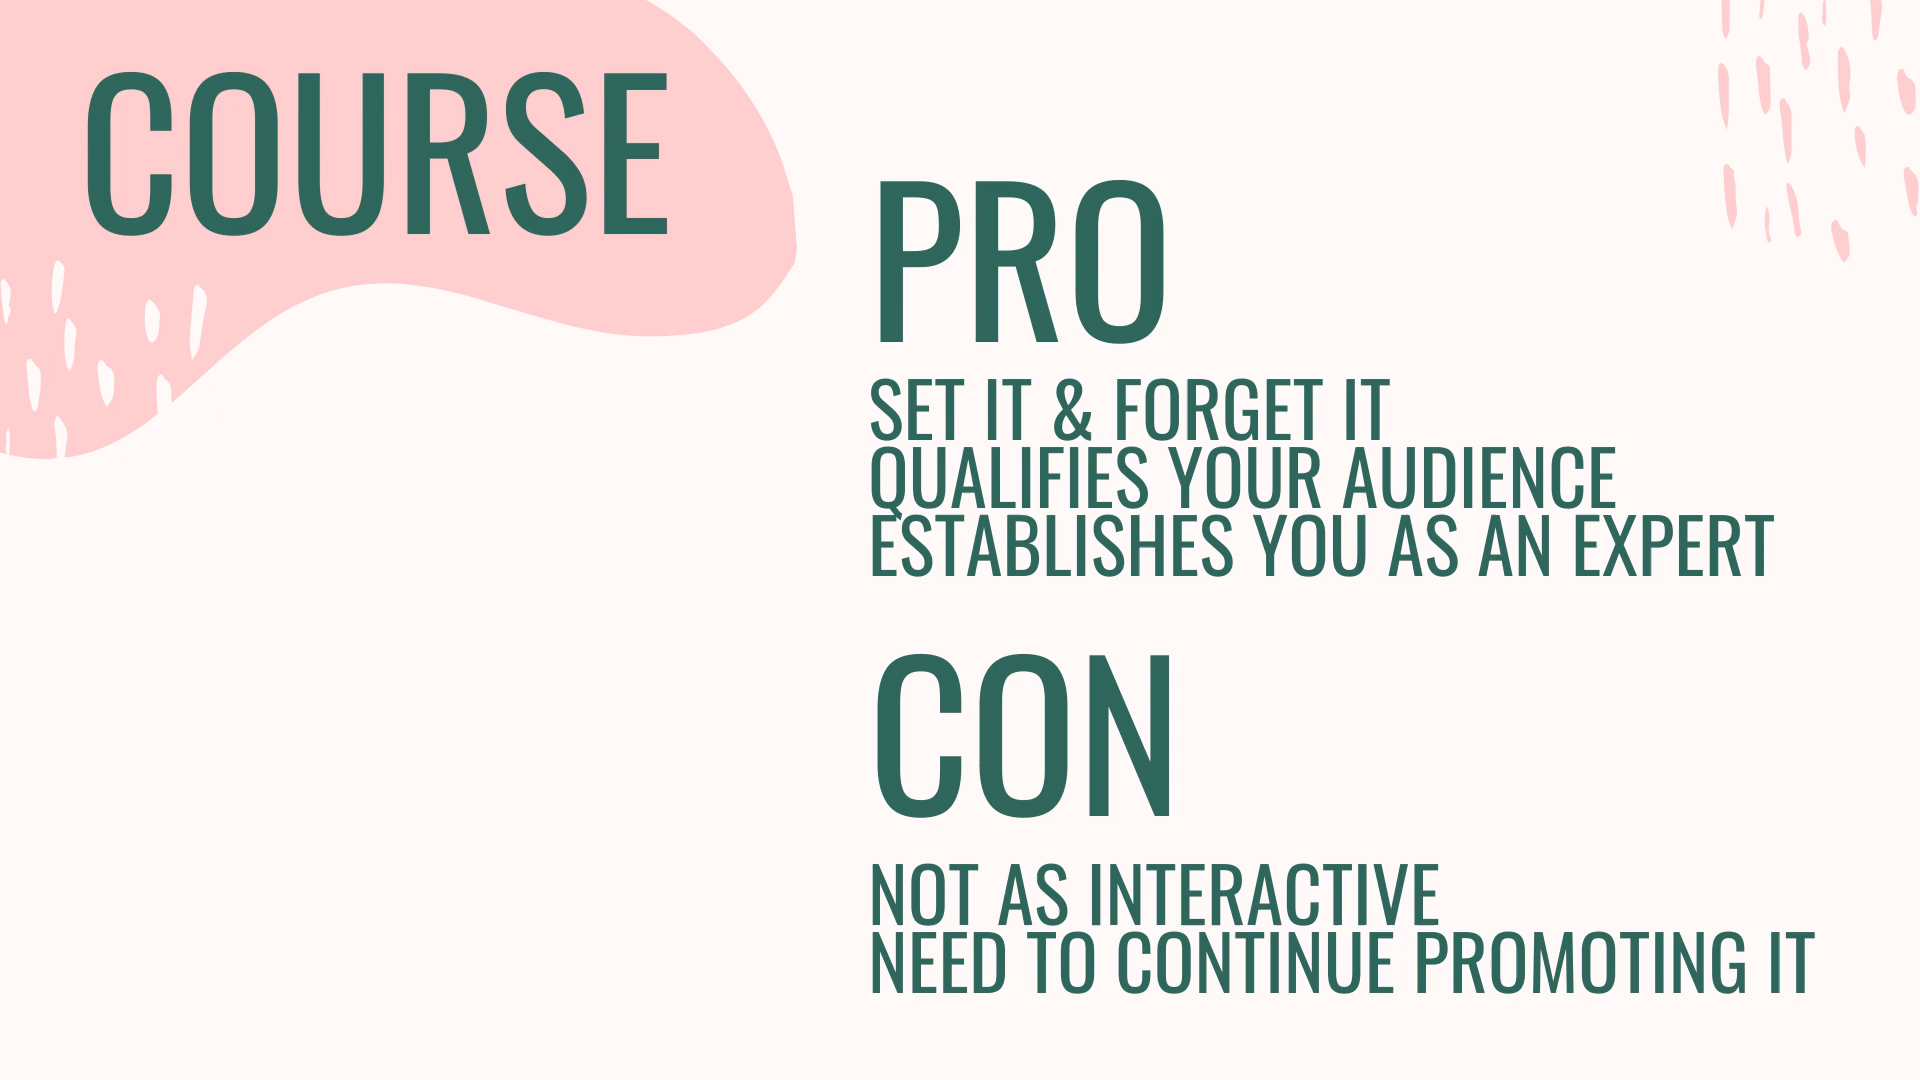 COURSE
PRO
SET IT & FORGET IT
QUALIFIES YOUR AUDIENCE
ESTABLISHES YOU AS AN EXPERT
CON
NOT AS INTERACTIVE
NEED TO CONTINUE PROMOTING IT